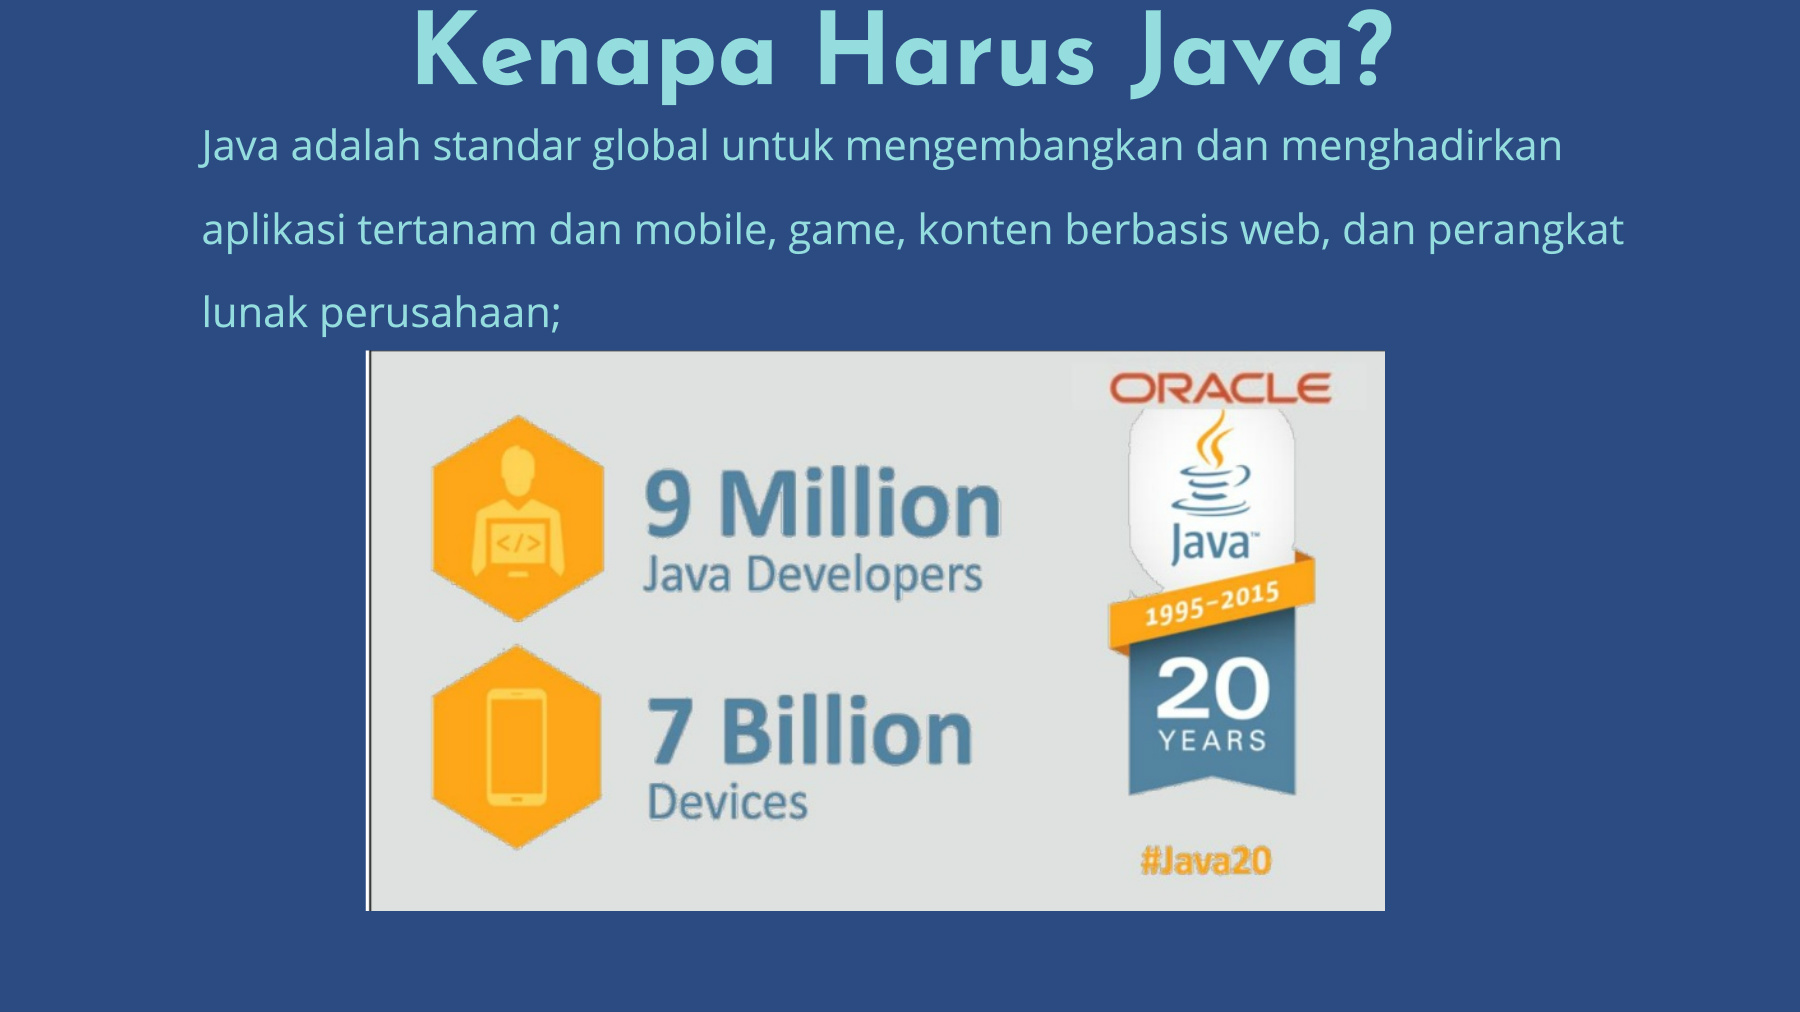 Kenapa Harus Java?
Java adalah standar global untuk mengembangkan dan menghadirkan
aplikasi tertanam dan mobile, game, konten berbasis web, dan perangkat
lunak perusahaan;
ORACLE
Java™
1995-2015
20
YEARS
#Java20
</>
9 Million
Java Developers
7 Billion
Devices